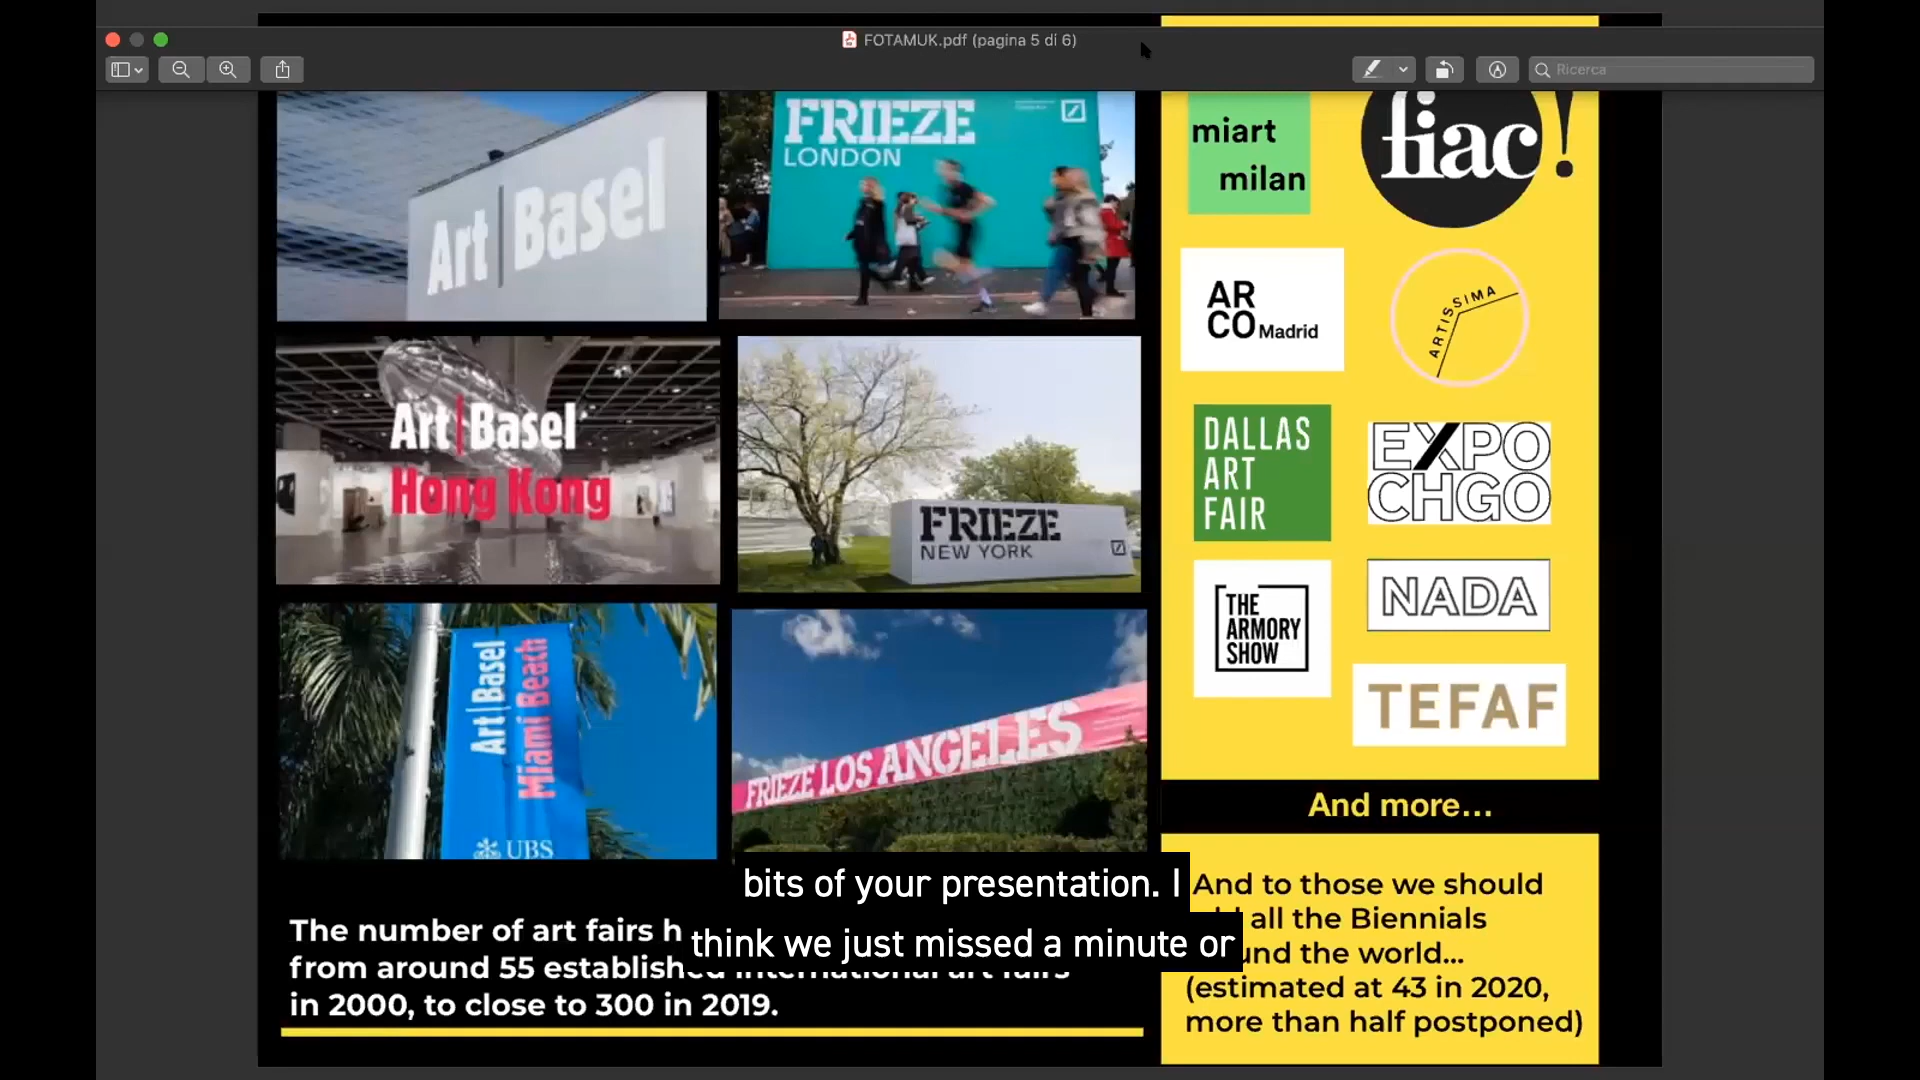 FOTAMUK.pdf (pagina 5 di 6)
Ricerca
Art Basel
FRIEZE
LONDON
Art Basel
Hong Kong
FRIEZE
NEW YORK
Art Basel
Miami Beach
UBS
FRIEZE LOS ANGELES
miart
milan
fiac!
AR
CO Madrid
ARTISSIMA
DALLAS
ART
FAIR
EXPO
CHGO
THE
ARMORY
SHOW
NADA
TEFAF
And more...
The number of art fairs
from around 55 established international art fairs
in 2000, to close to 300 in 2019.
And to those we should
all the Biennials
the world...
(estimated at 43 in 2020,
more than half postponed)
bits of your presentation. I
think we just missed a minute or